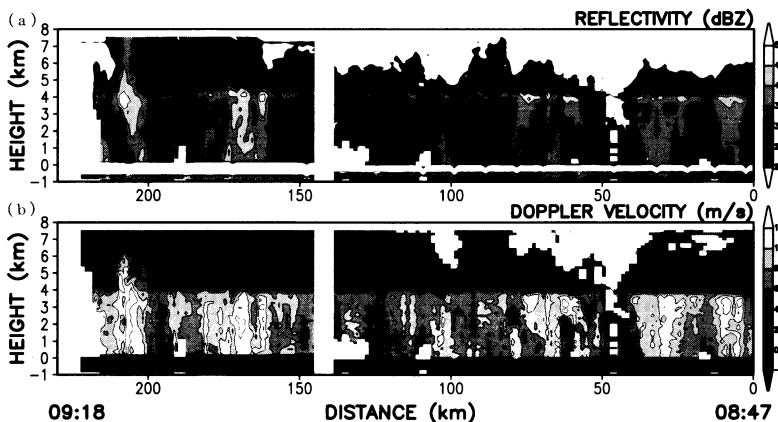 (a) REFLECTIVITY (dBZ)
HEIGHT (km)
8
7
6
5
4
3
2
1
0
-1
200 150 100 50 0
(b) DOPPLER VELOCITY (m/s)
HEIGHT (km)
8
7
6
5
4
3
2
1
0
-1
200 150 100 50 0
09:18 DISTANCE (km) 08:47